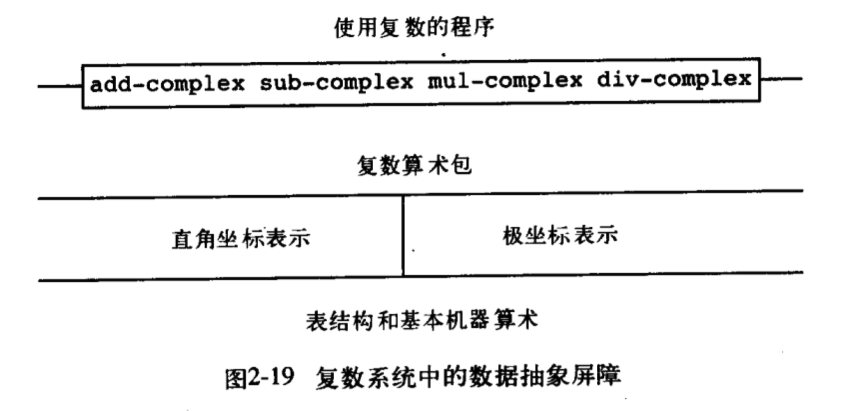 使用复数的程序
add-complex sub-complex mul-complex div-complex
复数算术包
直角坐标表示 极坐标表示
表结构和基本机器算术
图2-19 复数系统中的数据抽象屏障